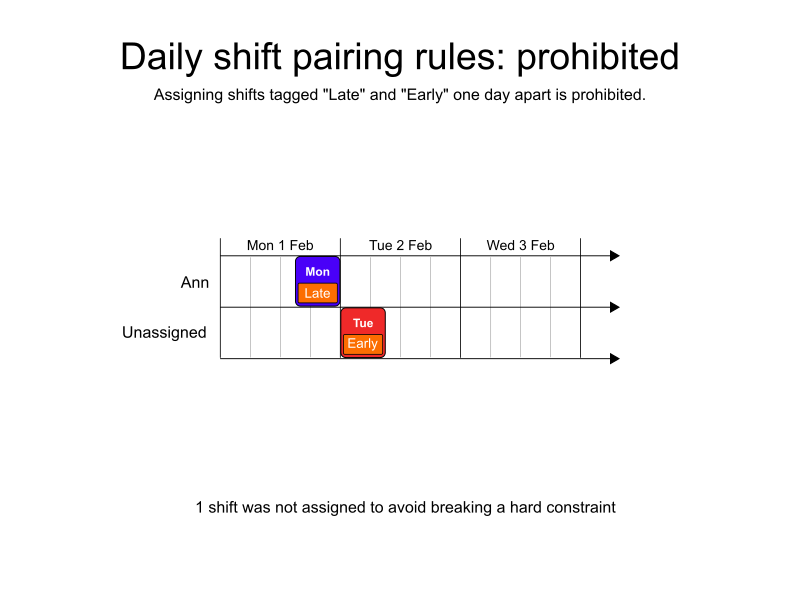 Daily shift pairing rules: prohibited
Assigning shifts tagged "Late" and "Early" one day apart is prohibited.
Mon 1 Feb Tue 2 Feb Wed 3 Feb
Ann
Mon
Late
Unassigned
Tue
Early
1 shift was not assigned to avoid breaking a hard constraint